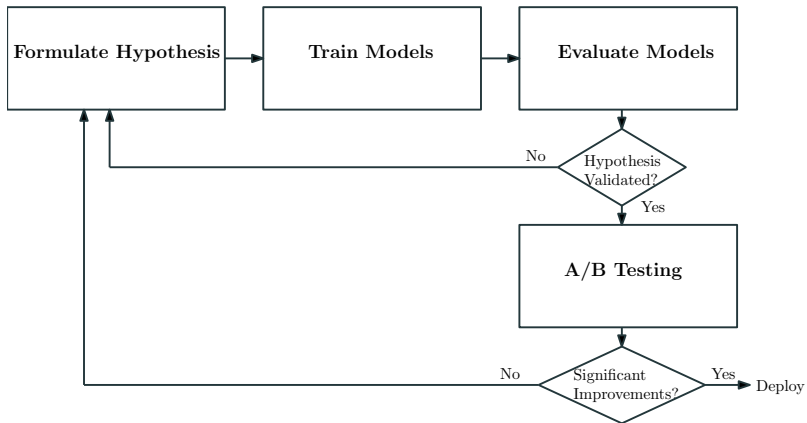 Formulate Hypothesis
Train Models
Evaluate Models
No
Hypothesis
Validated?
Yes
A/B Testing
No
Significant
Improvements?
Yes
Deploy